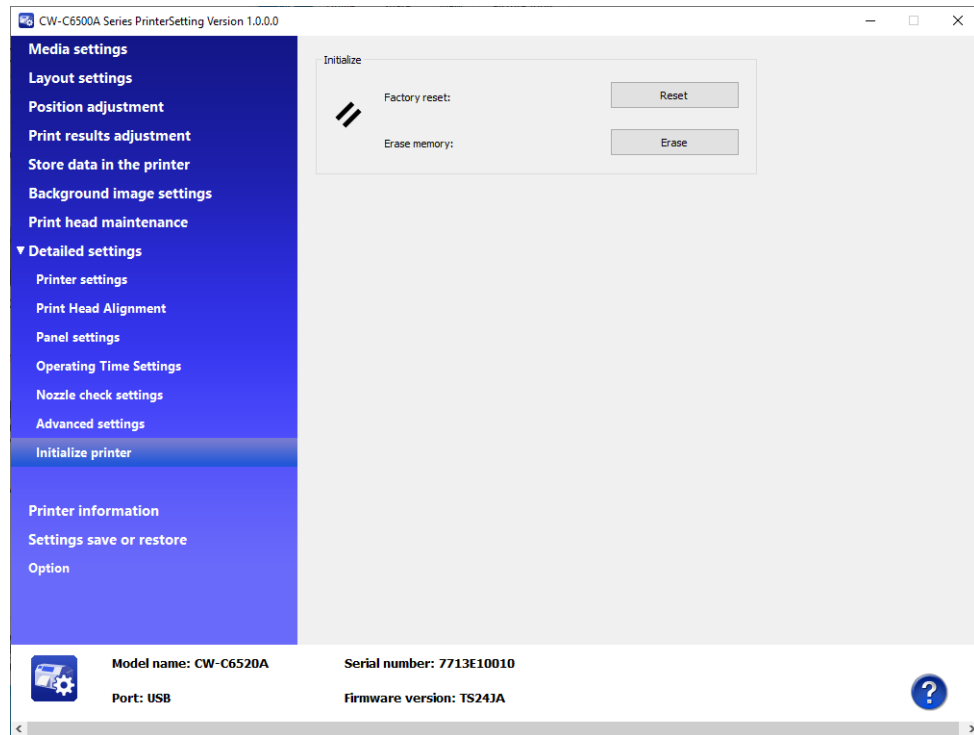 CW-C6500A Series PrinterSetting Version 1.0.0.0
Media settings
Layout settings
Position adjustment
Print results adjustment
Store data in the printer
Background image settings
Print head maintenance
▼ Detailed settings
Printer settings
Print Head Alignment
Panel settings
Operating Time Settings
Nozzle check settings
Advanced settings
Initialize printer
Printer information
Settings save or restore
Option
Initialize
Factory reset: Reset
Erase memory: Erase
Model name: CW-C6520A Serial number: 7713E10010
Port: USB Firmware version: TS24JA
?